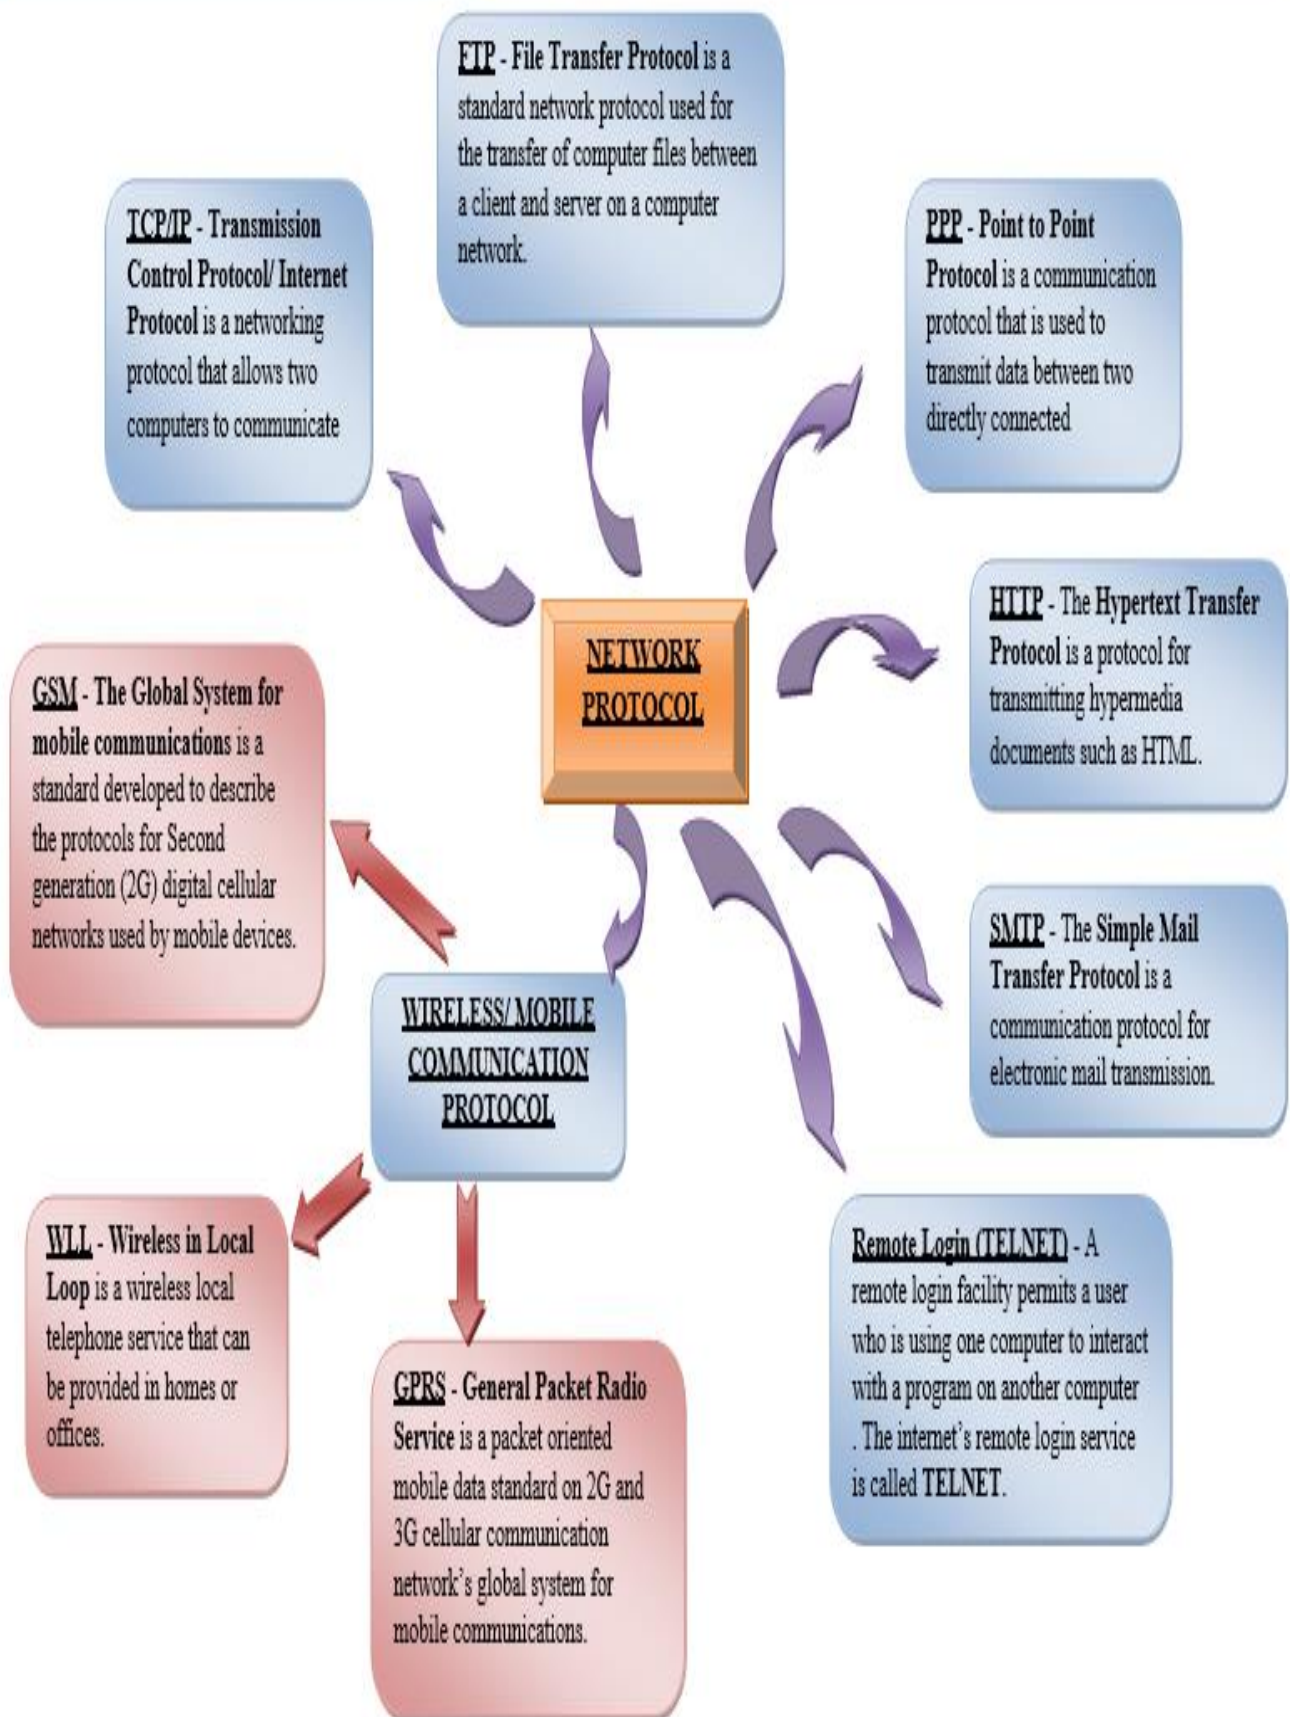 FTP - File Transfer Protocol is a
standard network protocol used for
the transfer of computer files between
a client and server on a computer
network.
TCP/IP - Transmission
Control Protocol/ Internet
Protocol is a networking
protocol that allows two
computers to communicate
PPP - Point to Point
Protocol is a communication
protocol that is used to
transmit data between two
directly connected
HTTP - The Hypertext Transfer
Protocol is a protocol for
transmitting hypermedia
documents such as HTML.
NETWORK
PROTOCOL
GSM - The Global System for
mobile communications is a
standard developed to describe
the protocols for Second
generation (2G) digital cellular
networks used by mobile devices.
SMTP - The Simple Mail
Transfer Protocol is a
communication protocol for
electronic mail transmission.
WIRELESS/ MOBILE
COMMUNICATION
PROTOCOL
WLL - Wireless in Local
Loop is a wireless local
telephone service that can
be provided in homes or
offices.
Remote Login (TELNET) - A
remote login facility permits a user
who is using one computer to interact
with a program on another computer
. The internet's remote login service
is called TELNET.
GPRS - General Packet Radio
Service is a packet oriented
mobile data standard on 2G and
3G cellular communication
network's global system for
mobile communications.